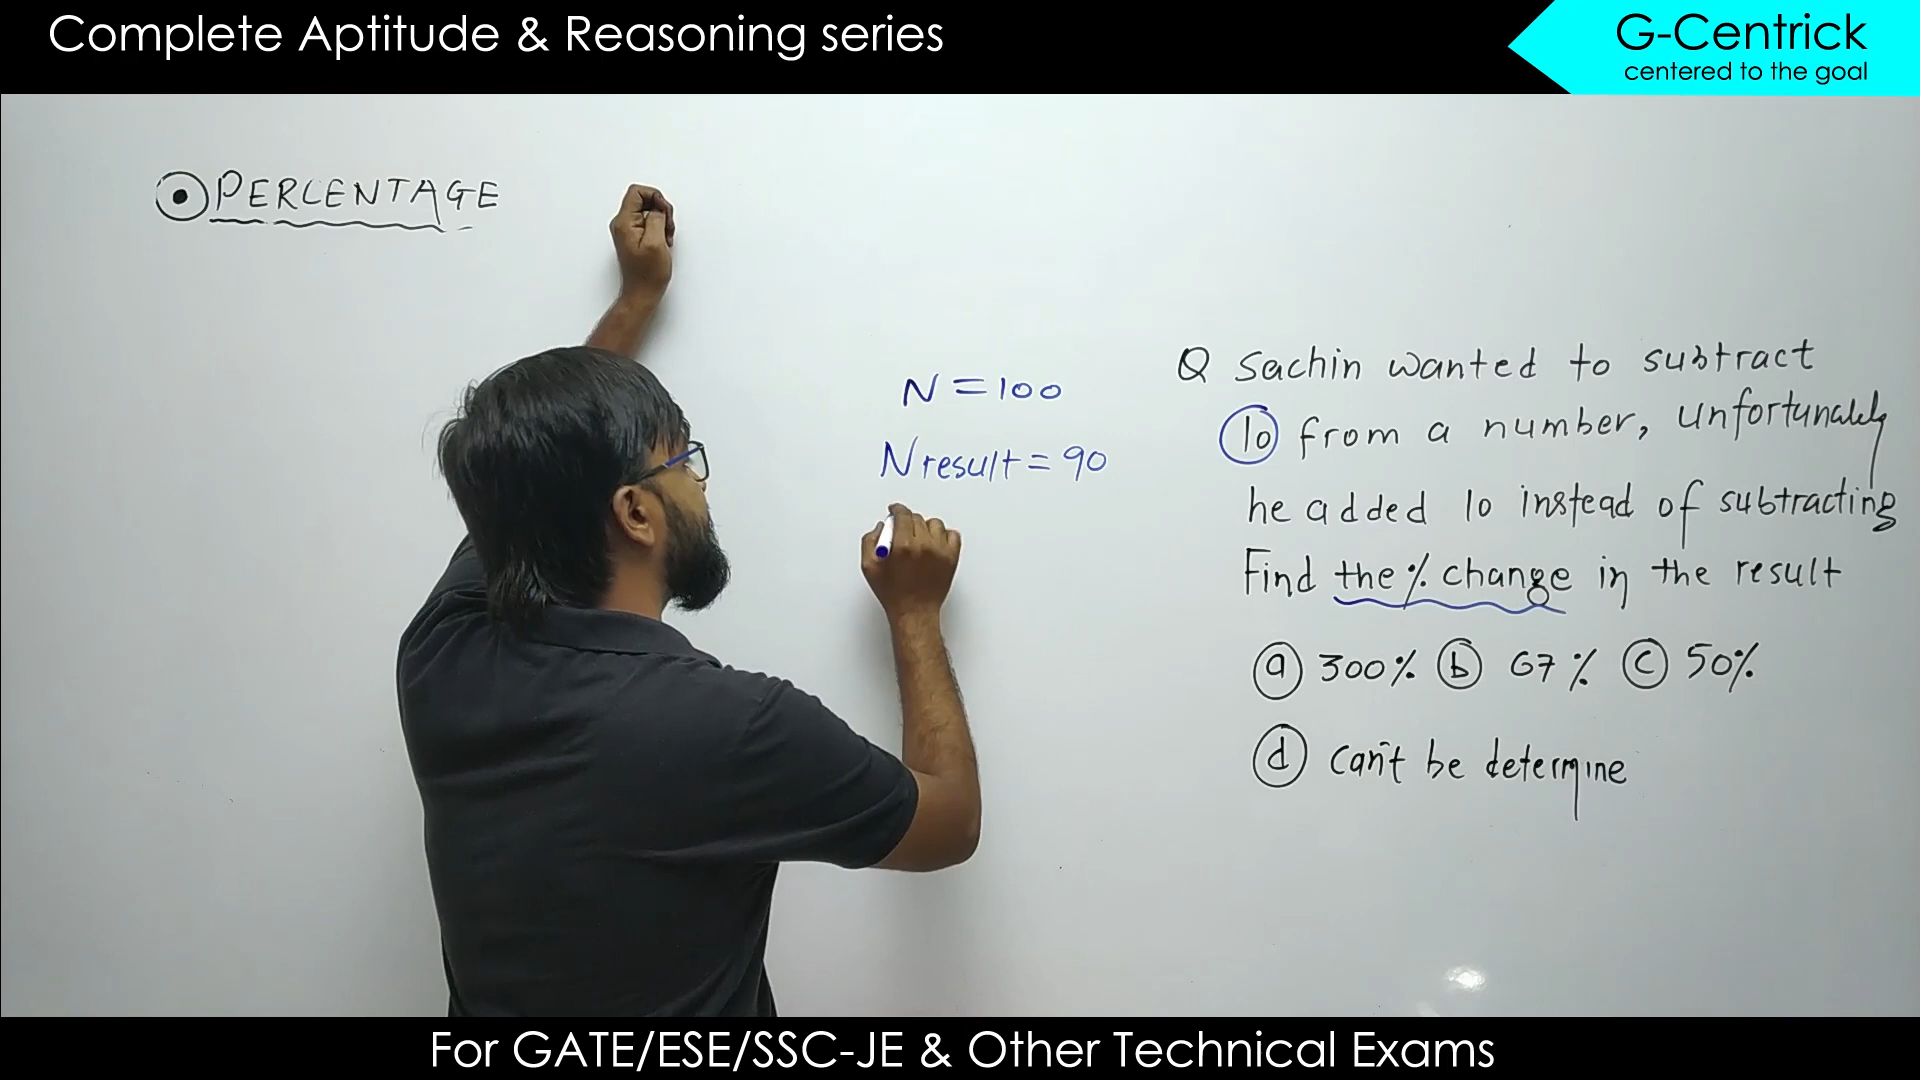 Complete Aptitude & Reasoning series
G-Centrick
centered to the goal
PERCENTAGE
N = 100
Nresult = 90
Q Sachin wanted to subtract
10 from a number, unfortunately
he added 10 instead of subtracting
Find the % change in the result
a 300% b 67% c 50%
d can't be determine
For GATE/ESE/SSC-JE & Other Technical Exams